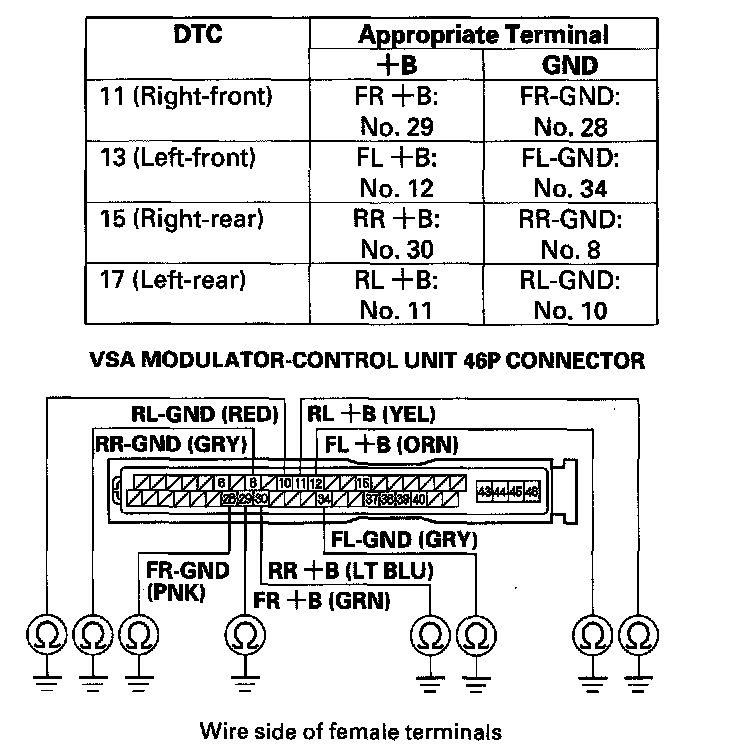 DTC Appropriate Terminal
+B GND
11 (Right-front) FR +B: FR-GND:
No. 29 No. 28
13 (Left-front) FL +B: FL-GND:
No. 12 No. 34
15 (Right-rear) RR +B: RR-GND:
No. 30 No. 8
17 (Left-rear) RL +B: RL-GND:
No. 11 No. 10
VSA MODULATOR-CONTROL UNIT 46P CONNECTOR
RL-GND (RED) RL +B (YEL)
RR-GND (GRY) FL +B (ORN)
6 8 10 11 12 15
43 44 45 46
28 29 30 34 37 38 39 40
FL-GND (GRY)
FR-GND RR +B (LT BLU)
(PNK) FR +B (GRN)
Ω Ω Ω Ω Ω Ω Ω Ω
Wire side of female terminals